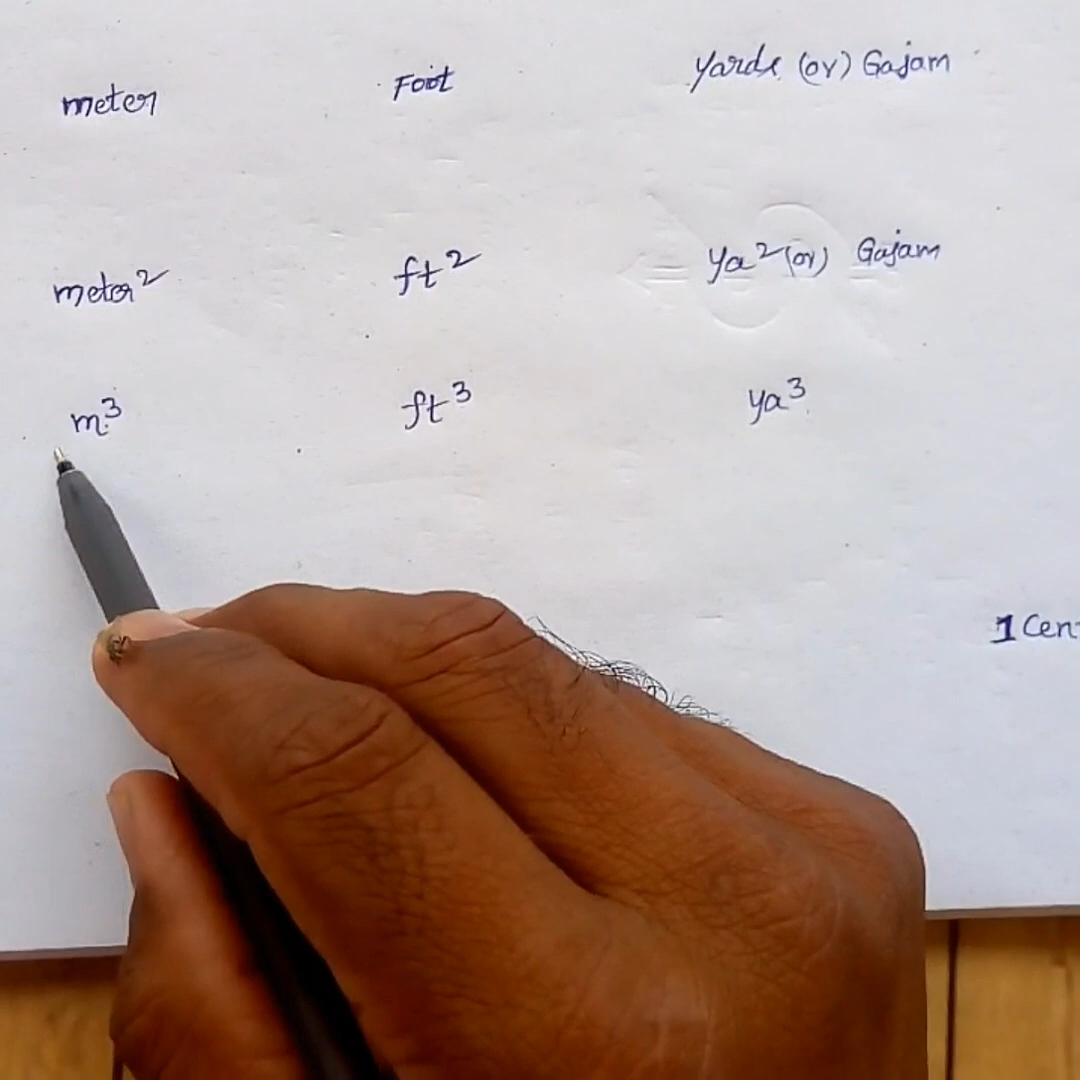 meter Foot Yards (or) Gajam
meter² ft² ya² (or) Gajam
m³ ft³ ya³
1 Cen